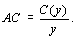 AC = C(y)/y.